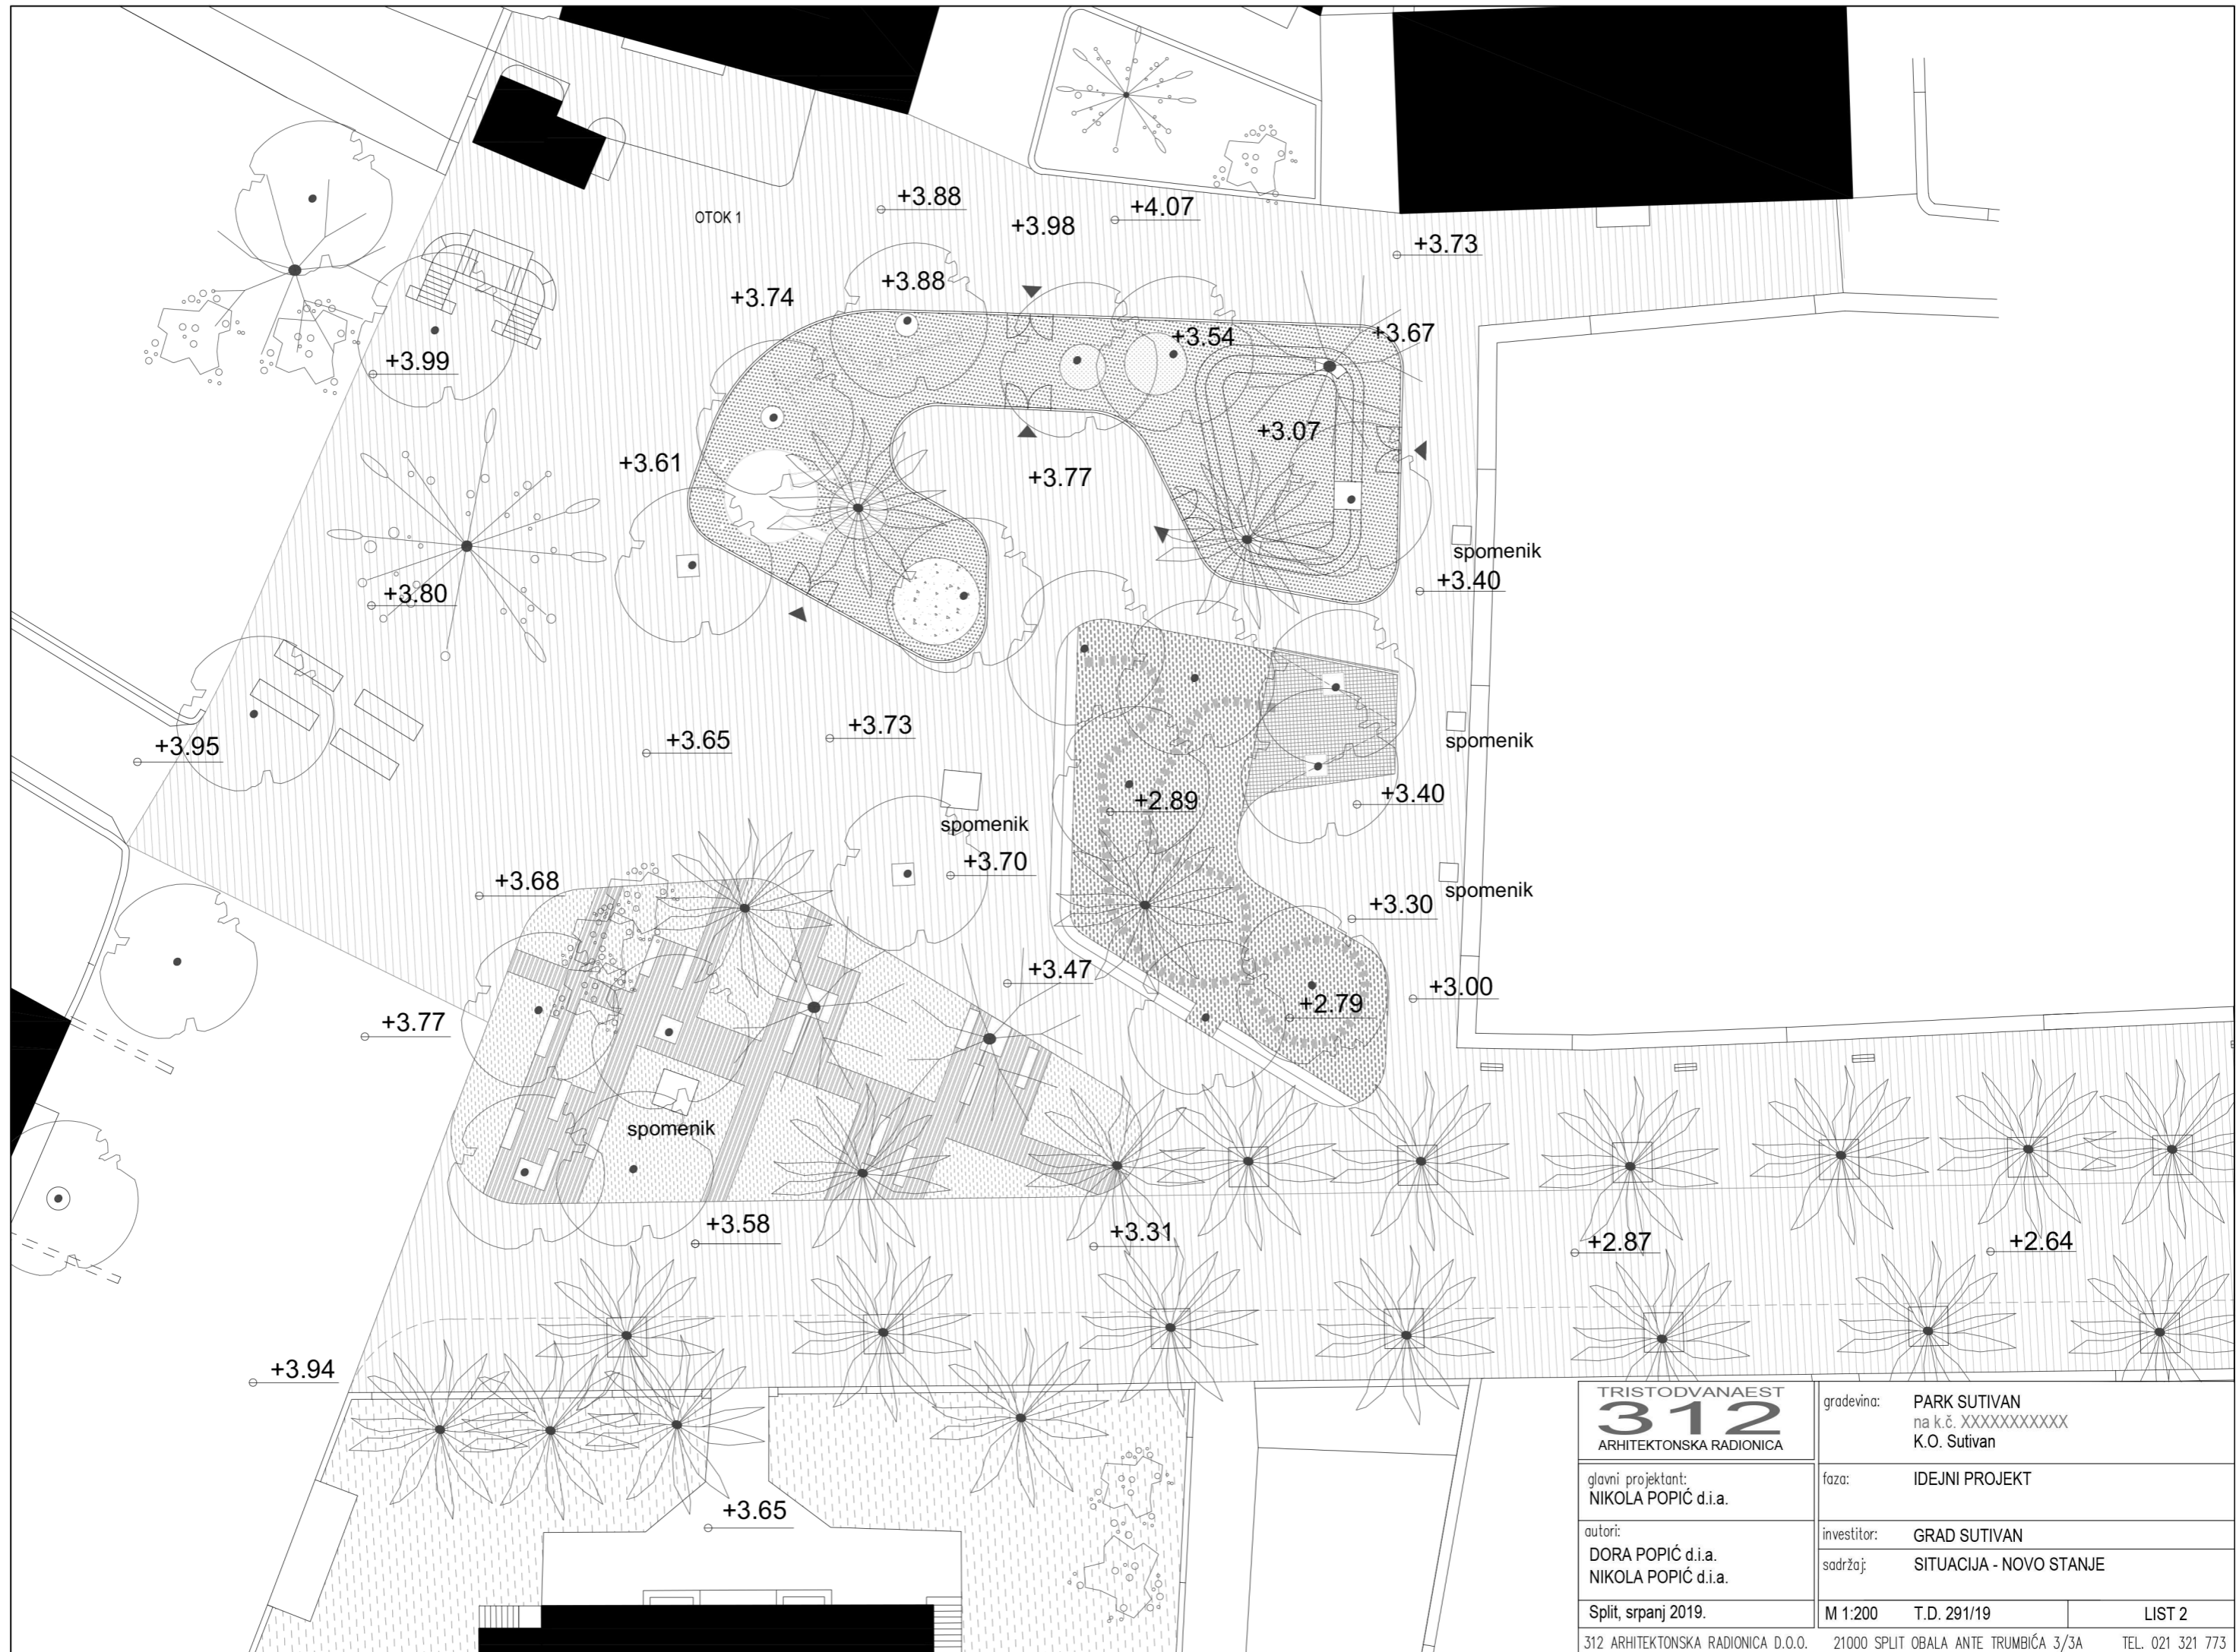 +3.88
+4.07
OTOK 1
+3.98
+3.73
+3.88
+3.74
+3.54
+3.67
+3.99
+3.07
+3.61
+3.77
spomenik
+3.40
+3.80
+3.73
+3.65
spomenik
+3.95
+2.89
+3.40
spomenik
+3.70
+3.68
spomenik
+3.30
+3.47
+3.00
+2.79
+3.77
spomenik
+3.58
+3.31
+2.87
+2.64
+3.94
+3.65
TRISTODVANAEST
312
ARHITEKTONSKA RADIONICA
gradevina: PARK SUTIVAN
na k.č. XXXXXXXXXXX
K.O. Sutivan
glavni projektant:
NIKOLA POPIĆ d.i.a.
faza: IDEJNI PROJEKT
autori:
DORA POPIĆ d.i.a.
NIKOLA POPIĆ d.i.a.
investitor: GRAD SUTIVAN
sadržaj: SITUACIJA - NOVO STANJE
Split, srpanj 2019.
M 1:200 T.D. 291/19 LIST 2
312 ARHITEKTONSKA RADIONICA D.O.O. 21000 SPLIT OBALA ANTE TRUMBIĆA 3/3A TEL. 021 321 773